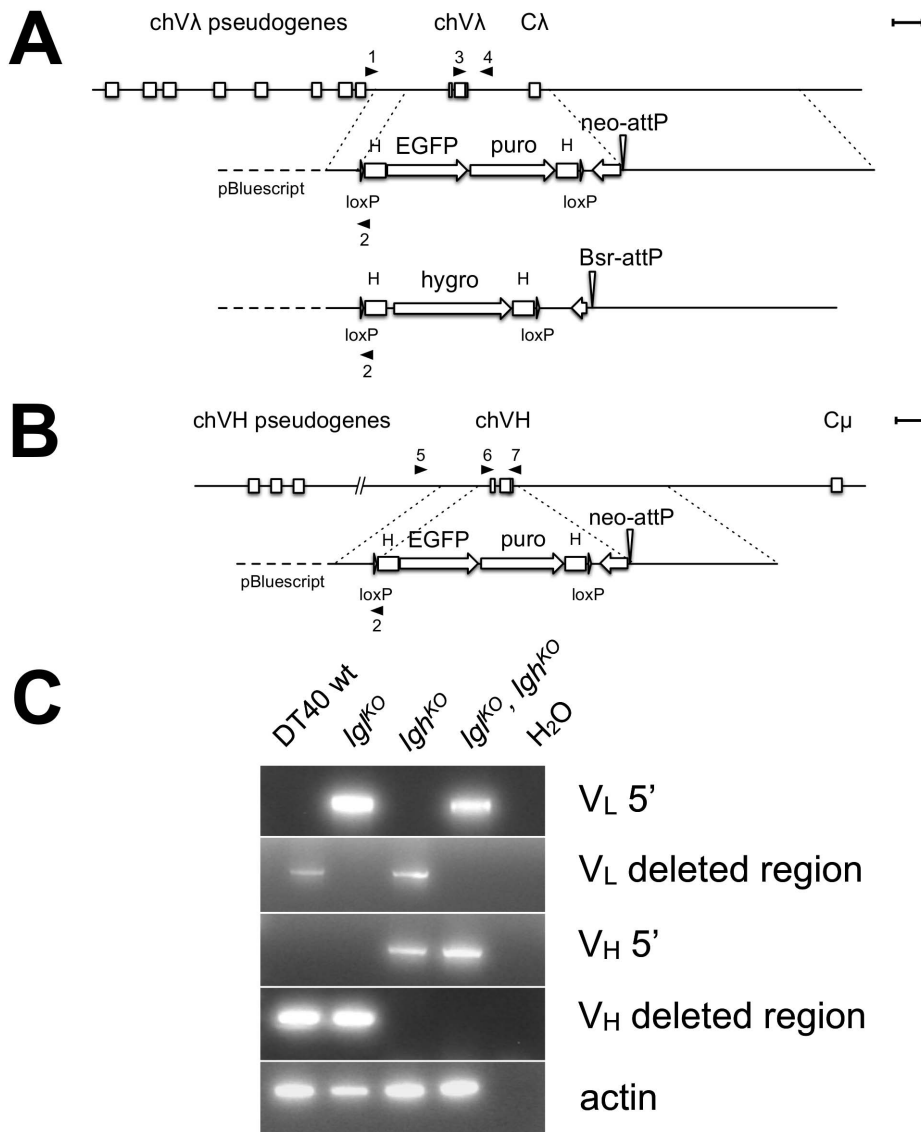 A
chVλ pseudogenes chVλ Cλ
1 3 4
neo-attP
H EGFP puro H
pBluescript
loxP loxP
2
Bsr-attP
H hygro H
loxP loxP
2
B
chVH pseudogenes chVH Cμ
5 6 7
neo-attP
H EGFP puro H
pBluescript
loxP loxP
2
C
DT40 wt
Igl^KO
Igh^KO
Igl^KO, Igh^KO
H₂O
VL 5’
VL deleted region
VH 5’
VH deleted region
actin